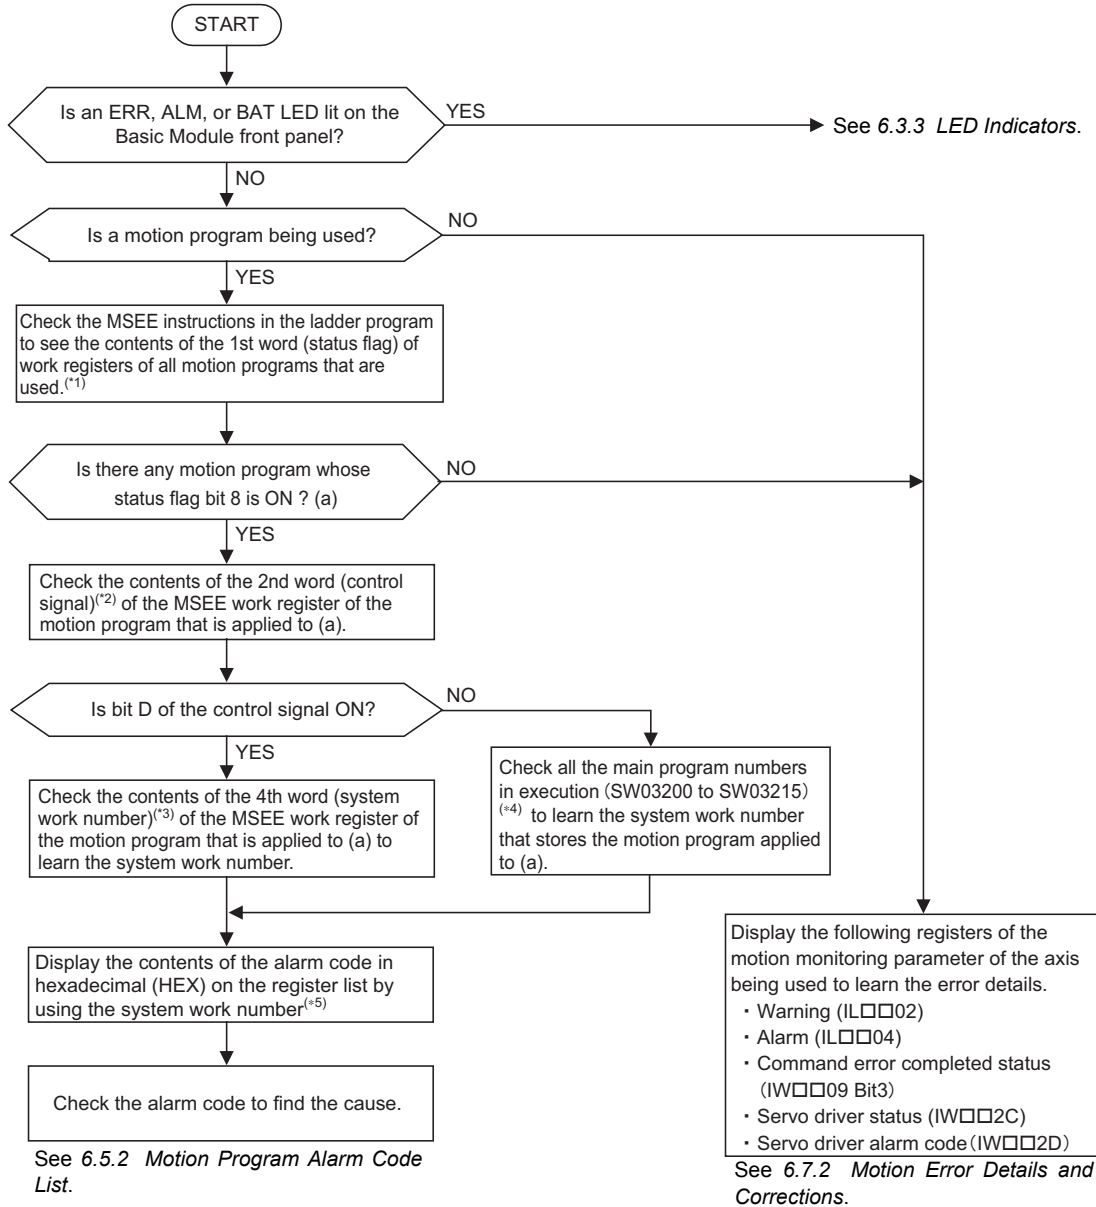 START
Is an ERR, ALM, or BAT LED lit on the
Basic Module front panel?
YES
See 6.3.3 LED Indicators.
NO
Is a motion program being used?
NO
YES
Check the MSEE instructions in the ladder program
to see the contents of the 1st word (status flag) of
work registers of all motion programs that are
used.(*1)
Is there any motion program whose
status flag bit 8 is ON ? (a)
NO
YES
Check the contents of the 2nd word (control
signal)(*2) of the MSEE work register of the
motion program that is applied to (a).
Is bit D of the control signal ON?
NO
YES
Check the contents of the 4th word (system
work number)(*3) of the MSEE work register of
the motion program that is applied to (a) to
learn the system work number.
Check all the main program numbers
in execution (SW03200 to SW03215)
(*4) to learn the system work number
that stores the motion program applied
to (a).
Display the contents of the alarm code in
hexadecimal (HEX) on the register list by
using the system work number(*5)
Check the alarm code to find the cause.
See 6.5.2 Motion Program Alarm Code
List.
Display the following registers of the
motion monitoring parameter of the axis
being used to learn the error details.
・Warning (IL□□02)
・Alarm (IL□□04)
・Command error completed status
(IW□□09 Bit3)
・Servo driver status (IW□□2C)
・Servo driver alarm code (IW□□2D)
See 6.7.2 Motion Error Details and
Corrections.